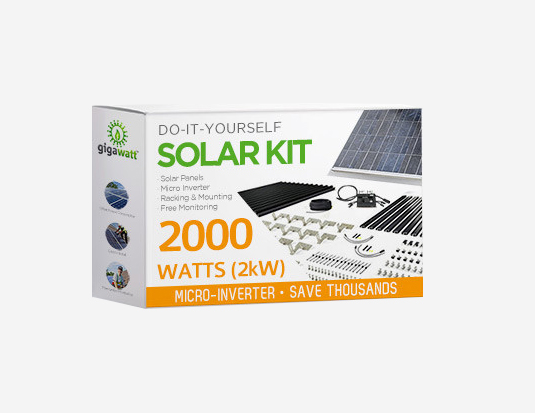 gigawatt
DO-IT-YOURSELF
SOLAR KIT
Solar Panels
Micro Inverter
Racking & Mounting
Free Monitoring
2000
WATTS (2kW)
MICRO-INVERTER • SAVE THOUSANDS